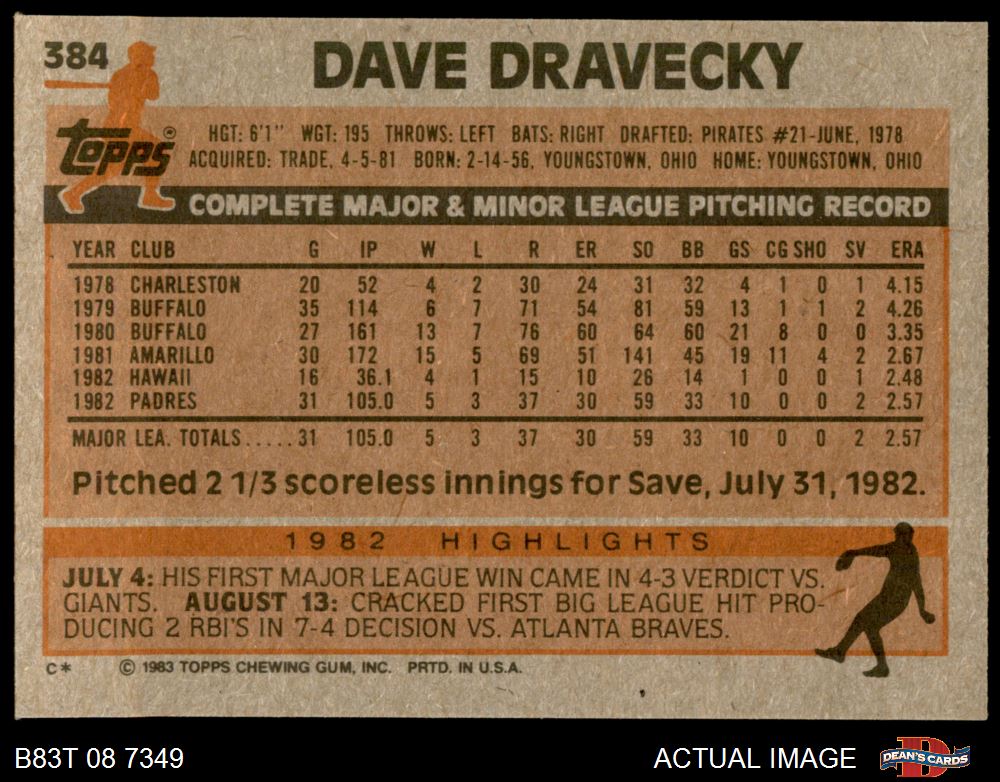 384
DAVE DRAVECKY
Topps®
HGT: 6'1" WGT: 195 THROWS: LEFT BATS: RIGHT DRAFTED: PIRATES #21-JUNE, 1978
ACQUIRED: TRADE, 4-5-81 BORN: 2-14-56, YOUNGSTOWN, OHIO HOME: YOUNGSTOWN, OHIO
COMPLETE MAJOR & MINOR LEAGUE PITCHING RECORD
YEAR CLUB G IP W L R ER SO BB GS CG SHO SV ERA
1978 CHARLESTON 20 52 4 2 30 24 31 32 4 1 0 1 4.15
1979 BUFFALO 35 114 6 7 71 54 81 59 13 1 1 2 4.26
1980 BUFFALO 27 161 13 7 76 60 64 60 21 8 0 0 3.35
1981 AMARILLO 30 172 15 5 69 51 141 45 19 11 4 2 2.67
1982 HAWAII 16 36.1 4 1 15 10 26 14 1 0 0 1 2.48
1982 PADRES 31 105.0 5 3 37 30 59 33 10 0 0 2 2.57
MAJOR LEA. TOTALS.....31 105.0 5 3 37 30 59 33 10 0 0 2 2.57
Pitched 2 1/3 scoreless innings for Save, July 31, 1982.
1982 HIGHLIGHTS
JULY 4: HIS FIRST MAJOR LEAGUE WIN CAME IN 4-3 VERDICT VS.
GIANTS. AUGUST 13: CRACKED FIRST BIG LEAGUE HIT PRO-
DUCING 2 RBI'S IN 7-4 DECISION VS. ATLANTA BRAVES.
C* © 1983 TOPPS CHEWING GUM, INC. PRTD. IN U.S.A.
B83T 08 7349
ACTUAL IMAGE
DEAN'S CARDS